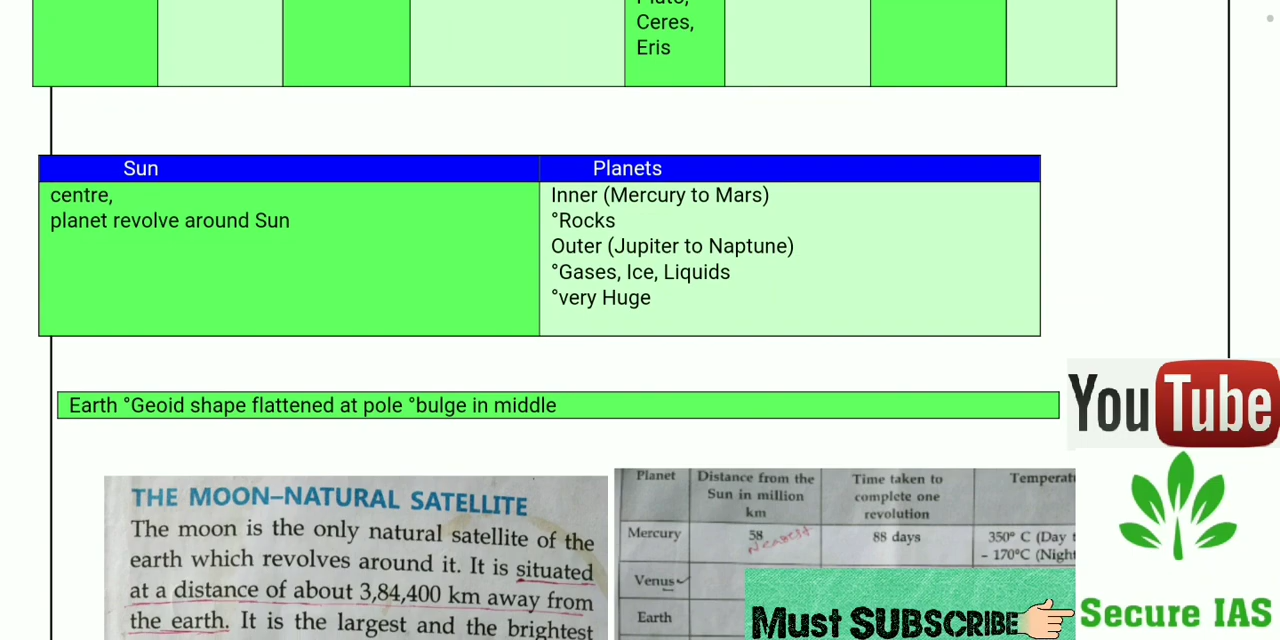 Ceres,
Eris
Sun
Planets
centre,
planet revolve around Sun
Inner (Mercury to Mars)
°Rocks
Outer (Jupiter to Naptune)
°Gases, Ice, Liquids
°very Huge
Earth °Geoid shape flattened at pole °bulge in middle
YouTube
THE MOON–NATURAL SATELLITE
The moon is the only natural satellite of the
earth which revolves around it. It is situated
at a distance of about 3,84,400 km away from
the earth. It is the largest and the brightest
Planet
Distance from the
Sun in million
km
Time taken to
complete one
revolution
Mercury
58
Nearest
88 days
350° C (Day
– 170°C (Night
Venus
Earth
Must SUBSCRIBE
Secure IAS